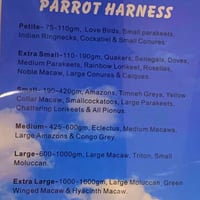 PARROT HARNESS
Petite- 75-110gm, Love Birds, Small parakeets,
Indian Ringnecks, Cockatiel & Small Conures
Extra Small-110-190gm, Quakers, Senegals, Doves,
Medium Parakeets, Rainbow Lorikeet, Rosellas,
Noble Macaw, Large Conures & Caiques.
Small-190-420gm, Amazons, Timneh Greys, Yellow
Collar Macaw, Smallcockatoos, Large Parakeets,
Chattering Lorikeets & All Pionus.
Medium-425-600gm, Eclectus, Medium Macaws,
Large Amazons & Congo Grey.
Large-600-1000gm, Large Macaw, Triton, Small
Moluccan.
Extra Large-1000-1600gm, Large Moluccan, Green
Winged Macaw & Hyacinth Macaw.